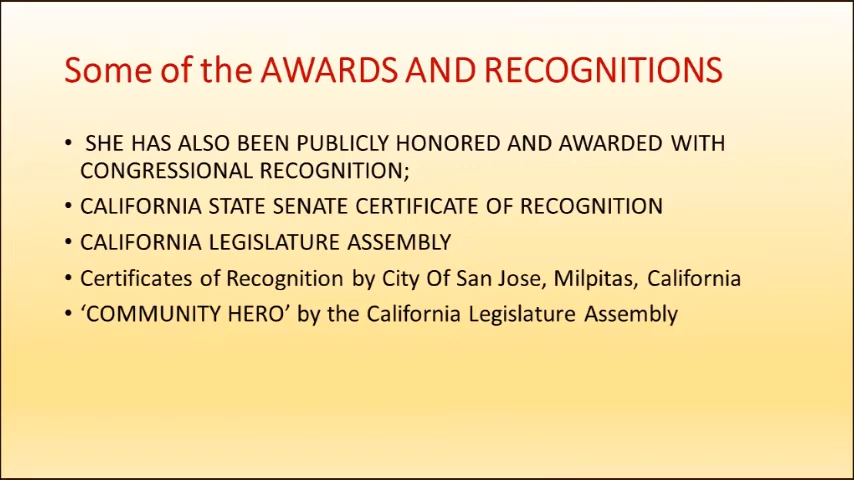 Some of the AWARDS AND RECOGNITIONS
• SHE HAS ALSO BEEN PUBLICLY HONORED AND AWARDED WITH
CONGRESSIONAL RECOGNITION;
• CALIFORNIA STATE SENATE CERTIFICATE OF RECOGNITION
• CALIFORNIA LEGISLATURE ASSEMBLY
• Certificates of Recognition by City Of San Jose, Milpitas, California
• ‘COMMUNITY HERO’ by the California Legislature Assembly